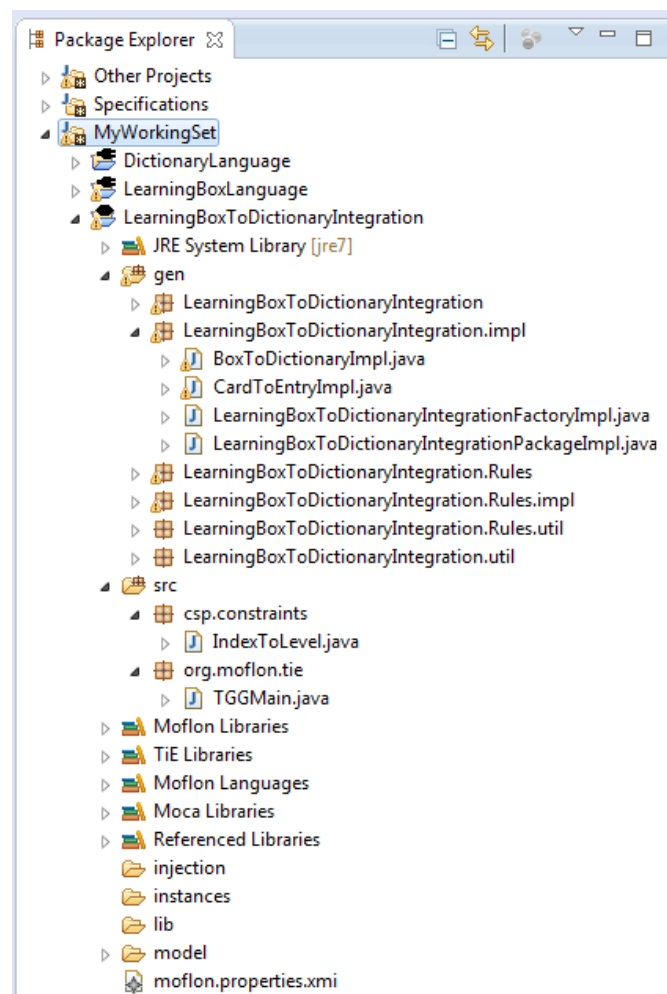 Package Explorer
Other Projects
Specifications
MyWorkingSet
DictionaryLanguage
LearningBoxLanguage
LearningBoxToDictionaryIntegration
JRE System Library [jre7]
gen
LearningBoxToDictionaryIntegration
LearningBoxToDictionaryIntegration.impl
BoxToDictionaryImpl.java
CardToEntryImpl.java
LearningBoxToDictionaryIntegrationFactoryImpl.java
LearningBoxToDictionaryIntegrationPackageImpl.java
LearningBoxToDictionaryIntegration.Rules
LearningBoxToDictionaryIntegration.Rules.impl
LearningBoxToDictionaryIntegration.Rules.util
LearningBoxToDictionaryIntegration.util
src
csp.constraints
IndexToLevel.java
org.moflon.tie
TGGMain.java
Moflon Libraries
TiE Libraries
Moflon Languages
Moca Libraries
Referenced Libraries
injection
instances
lib
model
moflon.properties.xmi